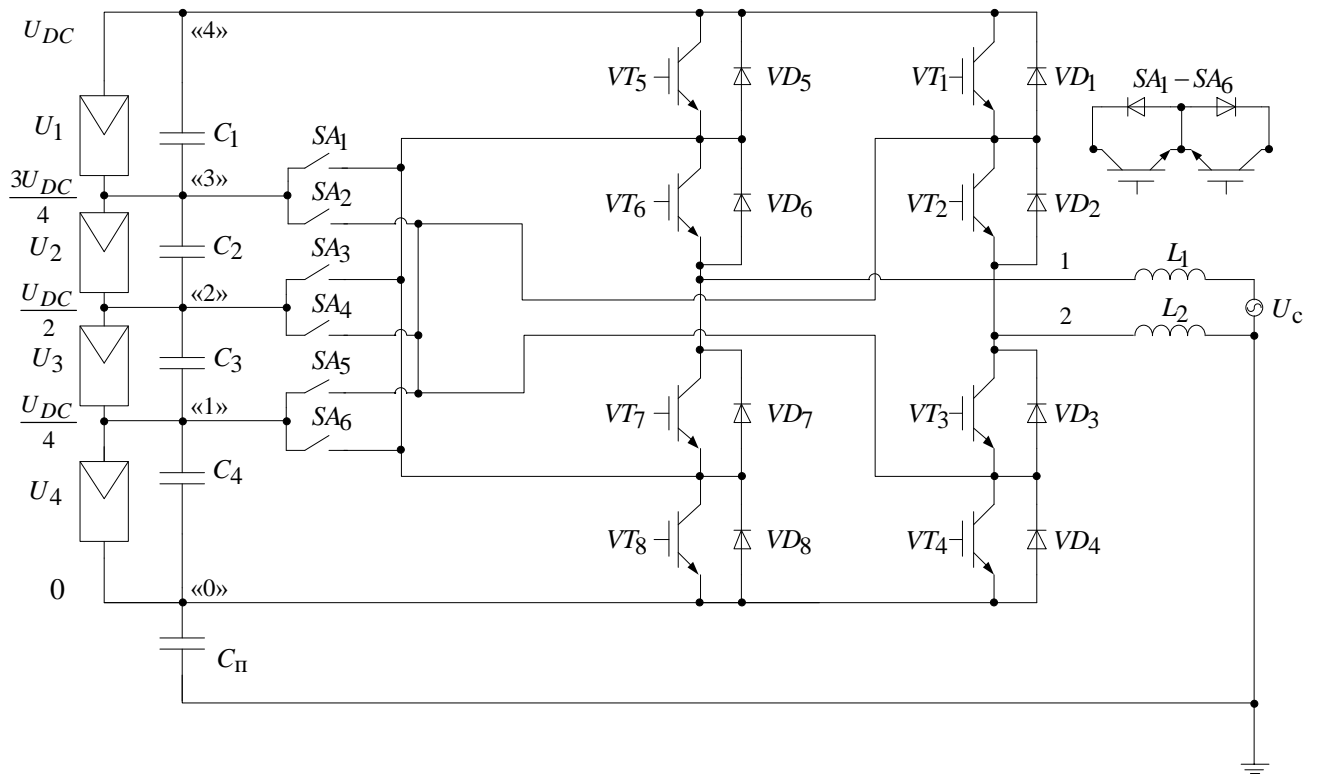 U_DC
«4»
VT5
VD5
VT1
VD1
SA1 – SA6
U1
C1
SA1
3U_DC
4
«3»
SA2
VT6
VD6
VT2
VD2
U2
C2
SA3
U_DC
2
«2»
SA4
1
L1
U3
C3
2
L2
Uс
SA5
U_DC
4
«1»
SA6
VT7
VD7
VT3
VD3
U4
C4
VT8
VD8
VT4
VD4
0
«0»
Cп